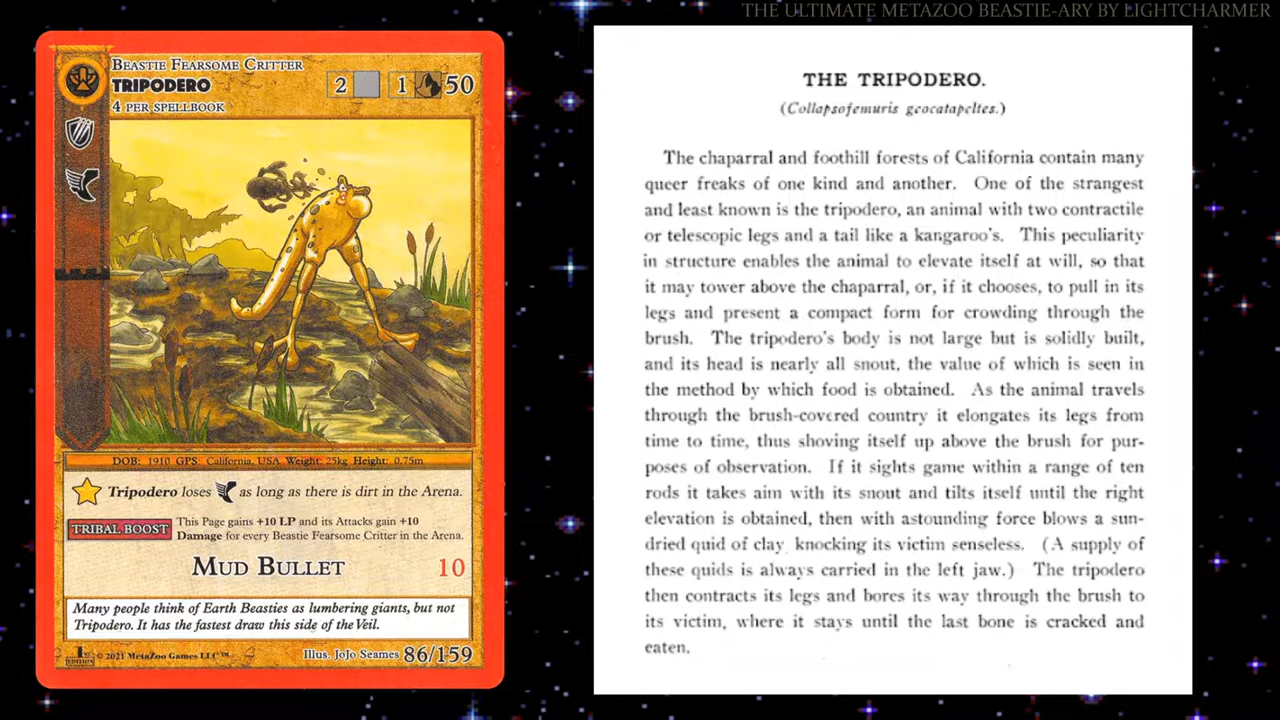 THE ULTIMATE METAZOO BEASTIE-ARY BY LIGHTCHARMER
BEASTIE FEARSOME CRITTER
TRIPODERO
4 PER SPELLBOOK
2 1 50
DOB: 1910 GPS: California, USA Weight: 25kg Height: 0.75m
Tripodero loses as long as there is dirt in the Arena.
TRIBAL BOOST This Page gains +10 LP and its Attacks gain +10
Damage for every Beastie Fearsome Critter in the Arena.
MUD BULLET 10
Many people think of Earth Beasties as lumbering giants, but not
Tripodero. It has the fastest draw this side of the Veil.
1ST EDITION © 2021 MetaZoo Games LLC™ Illus. JoJo Seames 86/159
THE TRIPODERO.
(Collapsofemuris geocatapeltes.)
The chaparral and foothill forests of California contain many
queer freaks of one kind and another. One of the strangest
and least known is the tripodero, an animal with two contractile
or telescopic legs and a tail like a kangaroo's. This peculiarity
in structure enables the animal to elevate itself at will, so that
it may tower above the chaparral, or, if it chooses, to pull in its
legs and present a compact form for crowding through the
brush. The tripodero's body is not large but is solidly built,
and its head is nearly all snout, the value of which is seen in
the method by which food is obtained. As the animal travels
through the brush-covered country it elongates its legs from
time to time, thus shoving itself up above the brush for pur-
poses of observation. If it sights game within a range of ten
rods it takes aim with its snout and tilts itself until the right
elevation is obtained, then with astounding force blows a sun-
dried quid of clay, knocking its victim senseless. (A supply of
these quids is always carried in the left jaw.) The tripodero
then contracts its legs and bores its way through the brush to
its victim, where it stays until the last bone is cracked and
eaten.